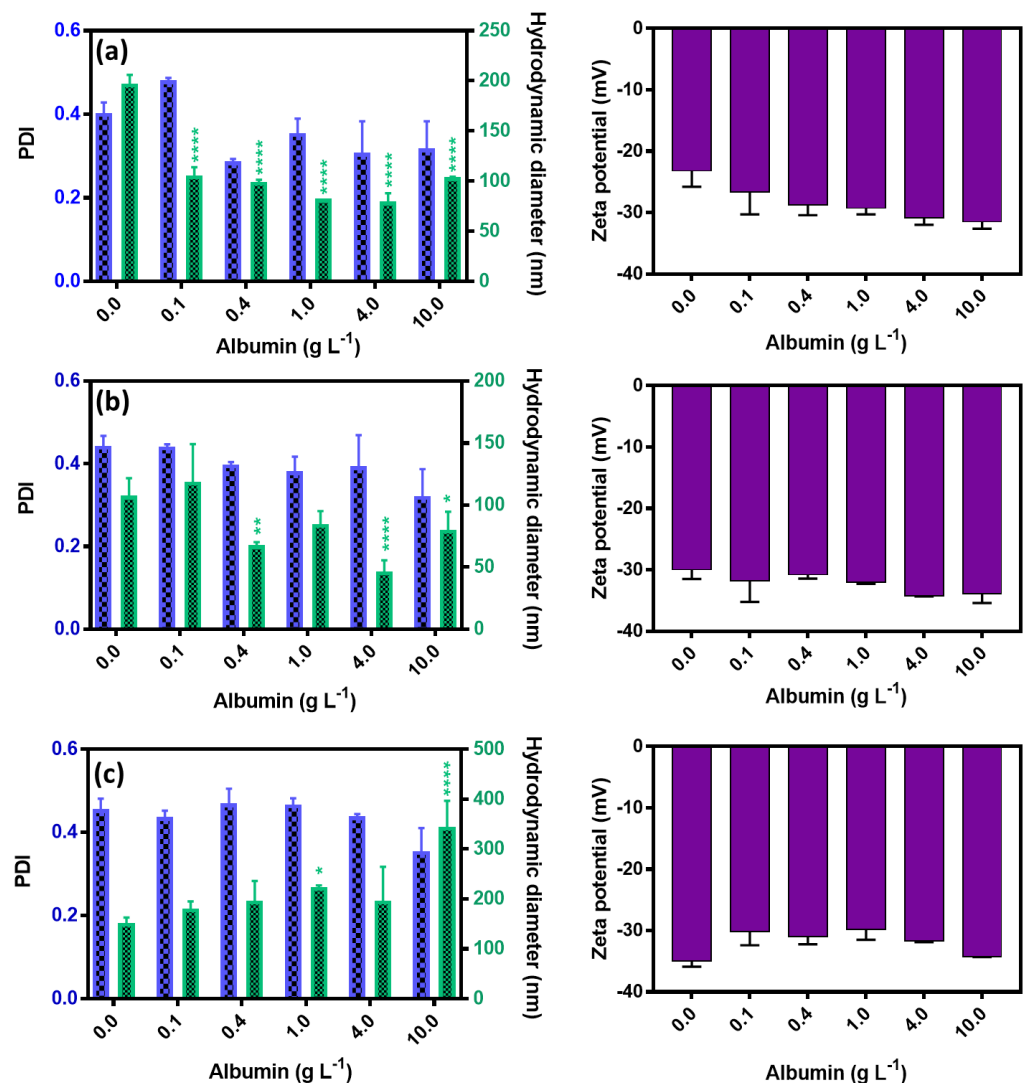 (a)
PDI
0.6
0.4
0.2
0.0
250
200
150
100
50
0
Hydrodynamic diameter (nm)
****
****
****
****
****
0.0 0.1 0.4 1.0 4.0 10.0
Albumin (g L⁻¹)
Zeta potential (mV)
0
-10
-20
-30
-40
0.0 0.1 0.4 1.0 4.0 10.0
Albumin (g L⁻¹)
(b)
PDI
0.6
0.4
0.2
0.0
200
150
100
50
0
Hydrodynamic diameter (nm)
**
****
*
0.0 0.1 0.4 1.0 4.0 10.0
Albumin (g L⁻¹)
Zeta potential (mV)
0
-10
-20
-30
-40
0.0 0.1 0.4 1.0 4.0 10.0
Albumin (g L⁻¹)
(c)
PDI
0.6
0.4
0.2
0.0
500
400
300
200
100
0
Hydrodynamic diameter (nm)
*
****
0.0 0.1 0.4 1.0 4.0 10.0
Albumin (g L⁻¹)
Zeta potential (mV)
0
-10
-20
-30
-40
0.0 0.1 0.4 1.0 4.0 10.0
Albumin (g L⁻¹)